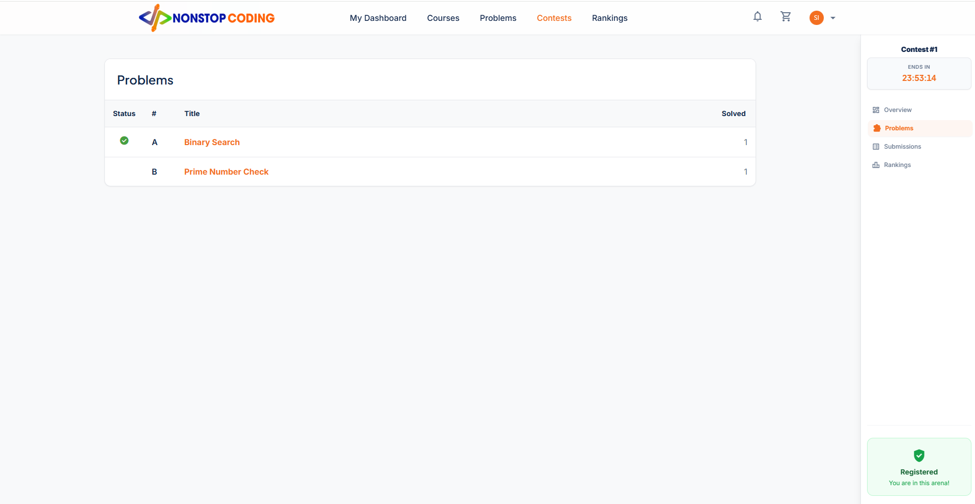 NONSTOP CODING
My Dashboard Courses Problems Contests Rankings
SI
Problems
Status # Title Solved
A Binary Search 1
B Prime Number Check 1
Contest #1
ENDS IN
23:53:14
Overview
Problems
Submissions
Rankings
Registered
You are in this arena!